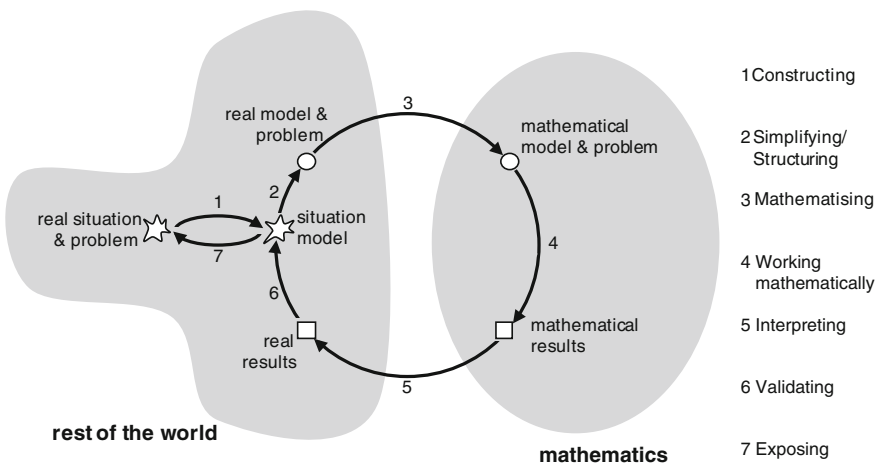 real model &
problem
3
mathematical
model & problem
2
1
real situation
& problem
situation
model
7
4
6
real
results
mathematical
results
5
rest of the world
mathematics
1 Constructing
2 Simplifying/
Structuring
3 Mathematising
4 Working
mathematically
5 Interpreting
6 Validating
7 Exposing